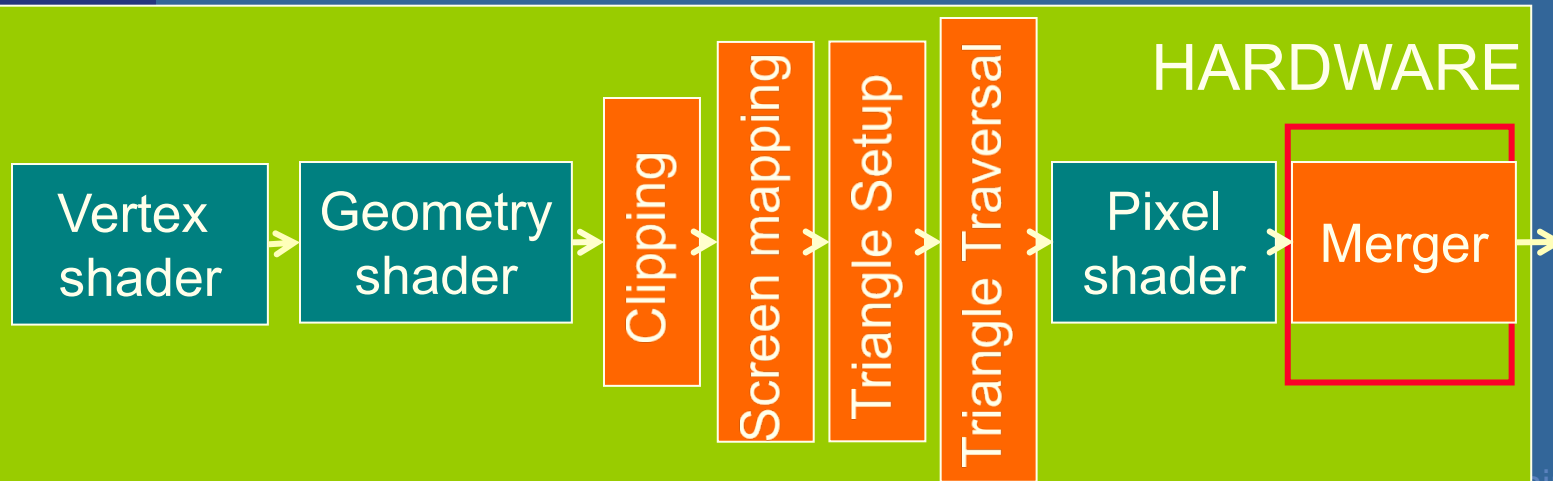 HARDWARE
Vertex
shader
Geometry
shader
Clipping
Screen mapping
Triangle Setup
Triangle Traversal
Pixel
shader
Merger